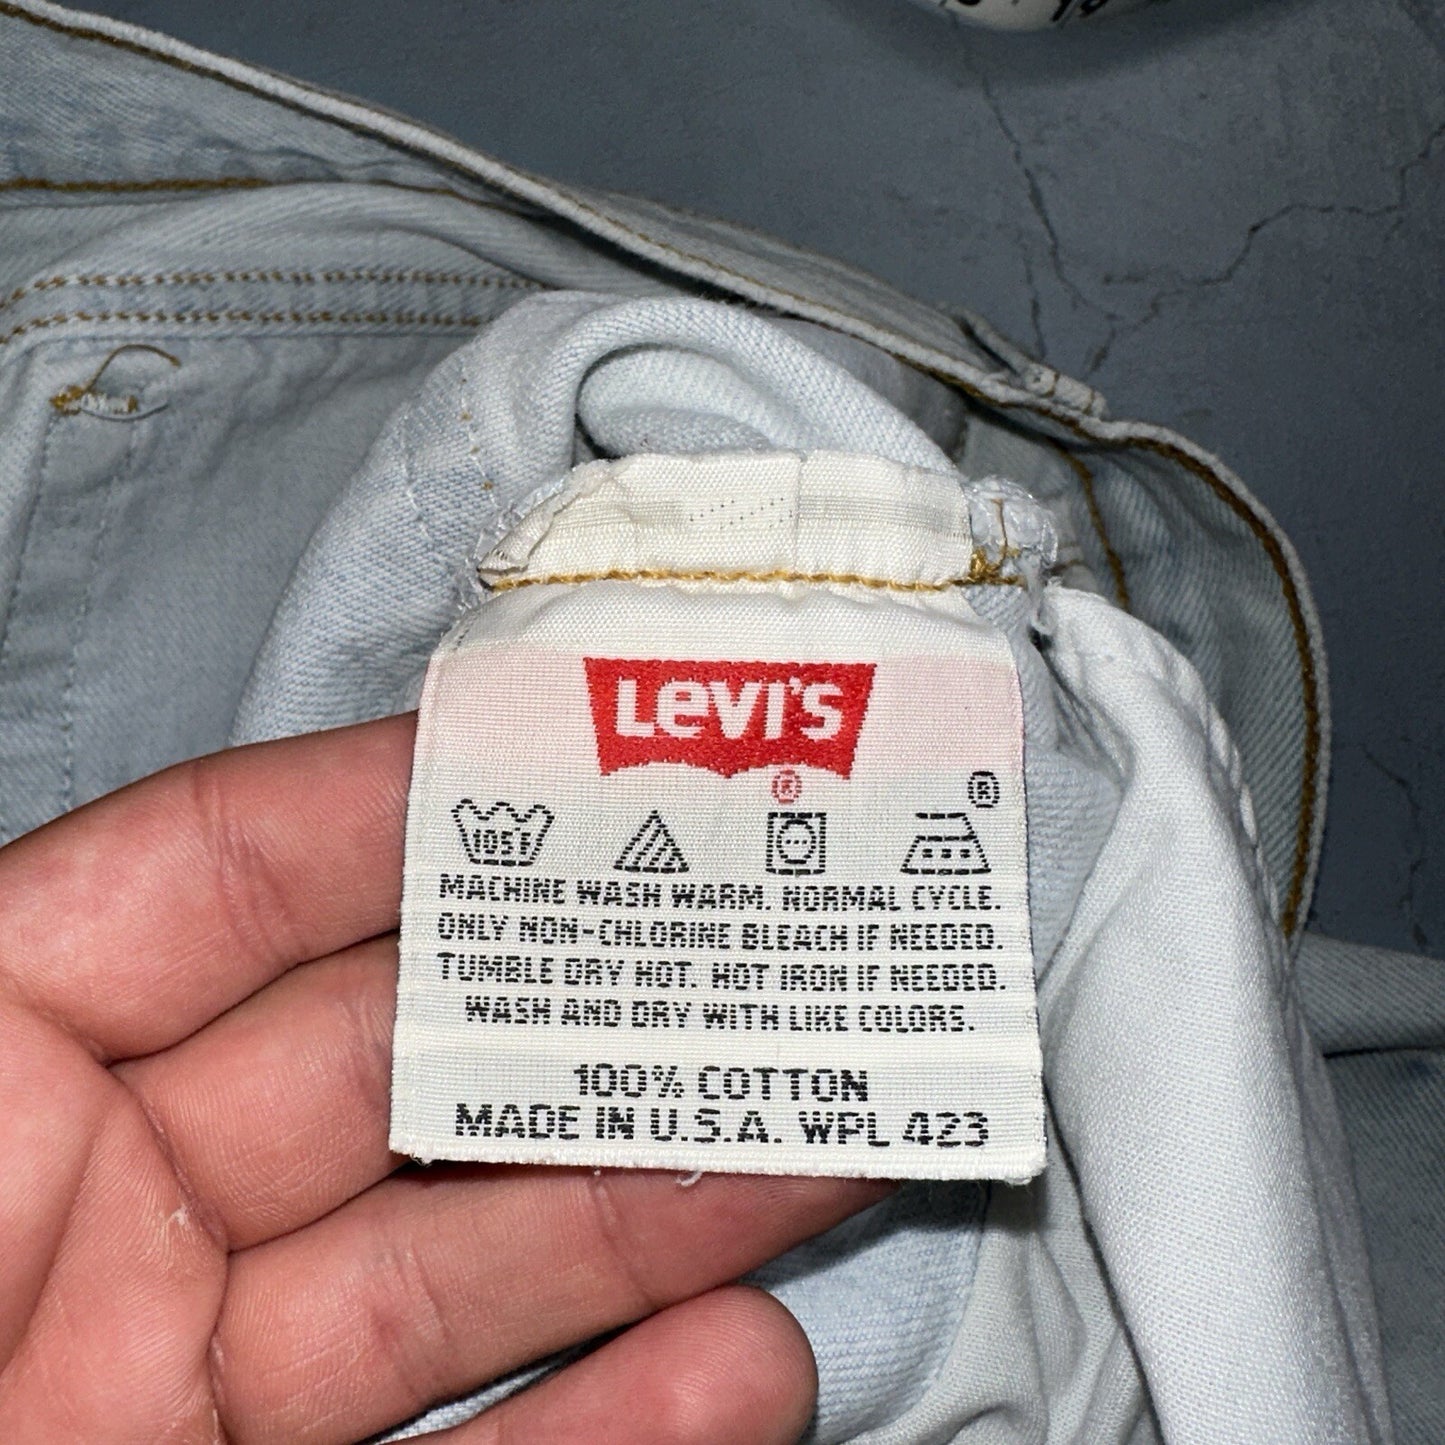 LEVI'S
®
®
105F
MACHINE WASH WARM. NORMAL CYCLE.
ONLY NON-CHLORINE BLEACH IF NEEDED.
TUMBLE DRY HOT. HOT IRON IF NEEDED.
WASH AND DRY WITH LIKE COLORS.
100% COTTON
MADE IN U.S.A. WPL 423